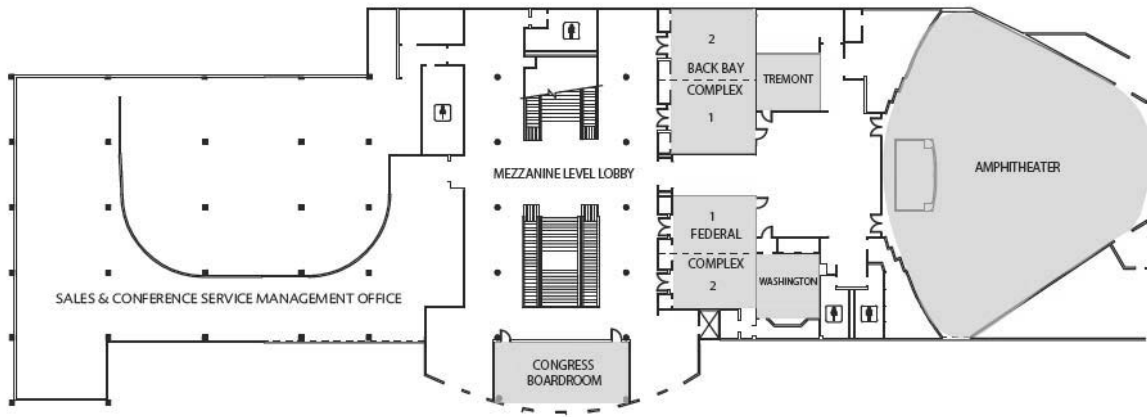 2
BACK BAY
COMPLEX
1
TREMONT
AMPHITHEATER
MEZZANINE LEVEL LOBBY
1
FEDERAL
COMPLEX
2
WASHINGTON
SALES & CONFERENCE SERVICE MANAGEMENT OFFICE
CONGRESS
BOARDROOM